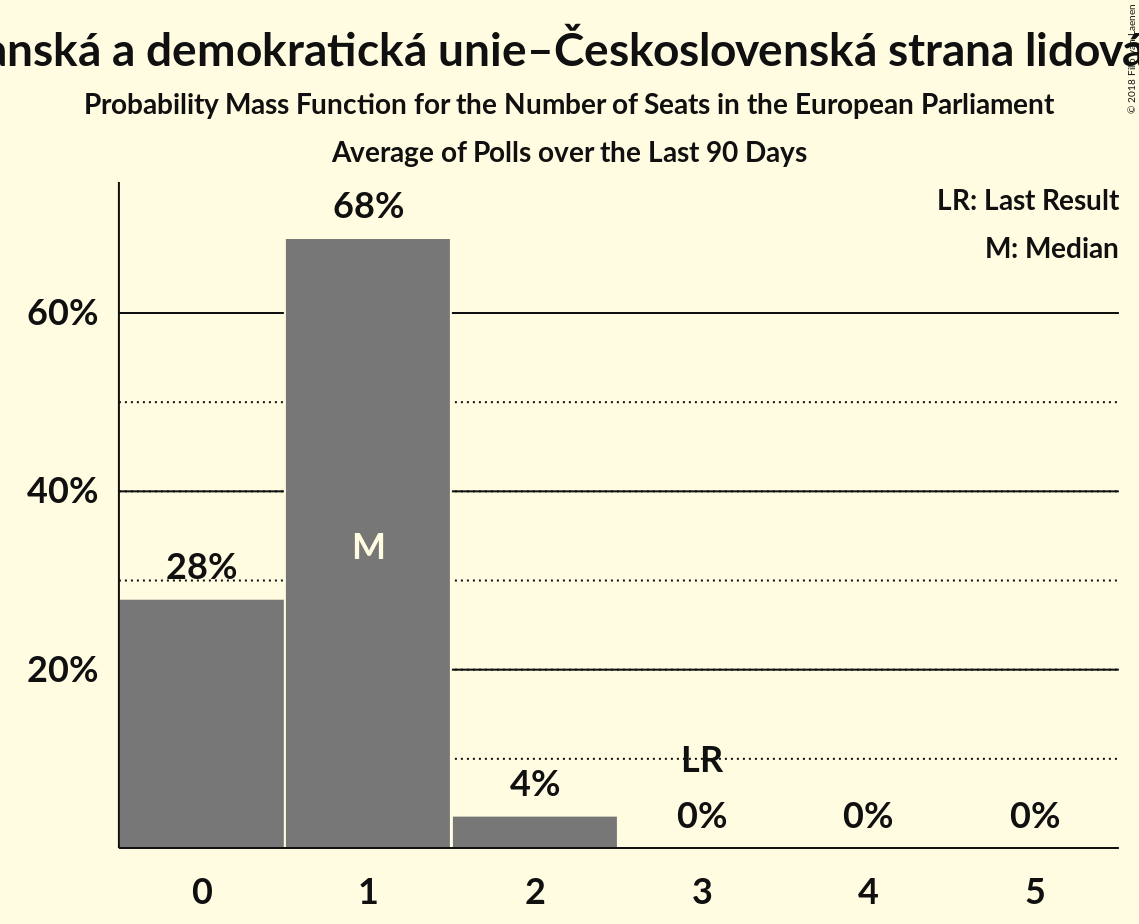 anská a demokratická unie–Československá strana lidová
Probability Mass Function for the Number of Seats in the European Parliament
Average of Polls over the Last 90 Days
© 2018 Filip van Laenen
LR: Last Result
M: Median
68%
60%
40%
M
28%
20%
LR
4%
0%
0%
0%
0
1
2
3
4
5